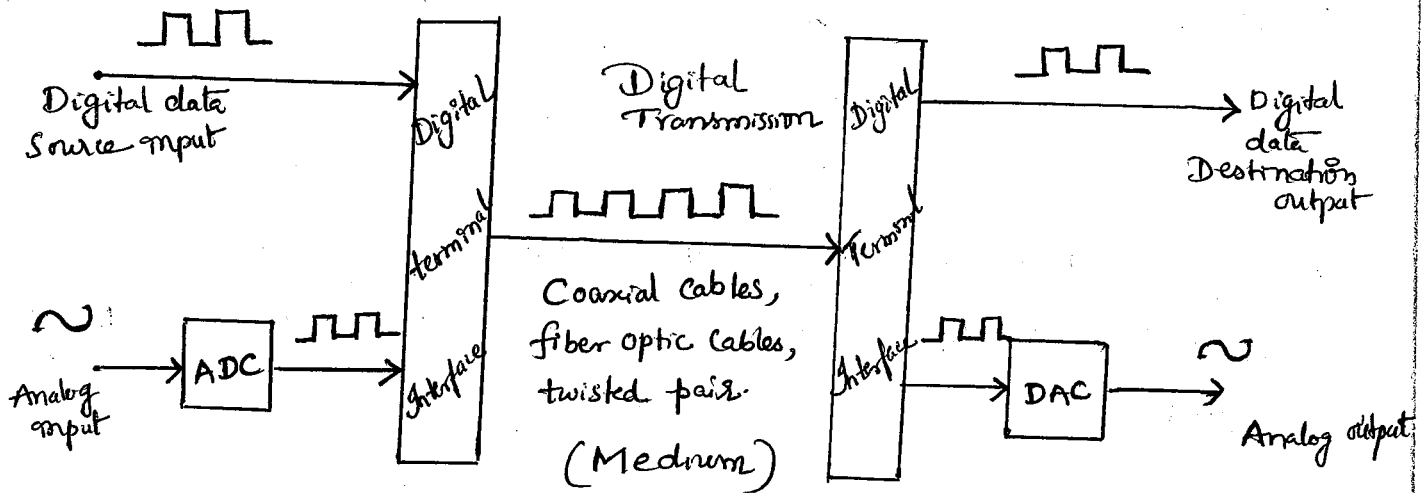 Digital data
Source input
Digital
terminal
Interface
Analog
input
ADC
Digital
Transmission
Coaxial Cables,
fiber optic Cables,
twisted pair.
(Medium)
Digital
Terminal
Interface
Digital
data
Destination
output
DAC
Analog output